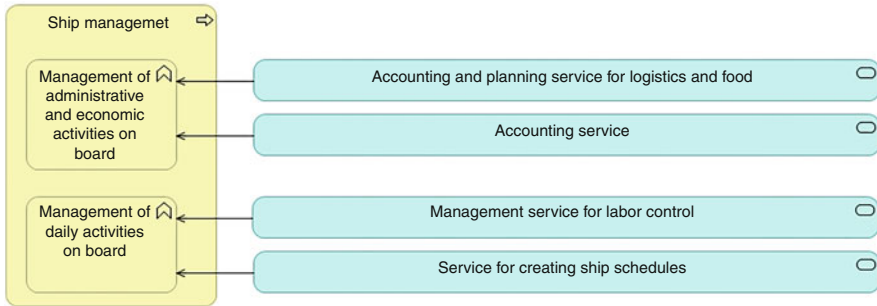 Ship managemet
Management of
administrative
and economic
activities on
board
Accounting and planning service for logistics and food
Accounting service
Management of
daily activities
on board
Management service for labor control
Service for creating ship schedules